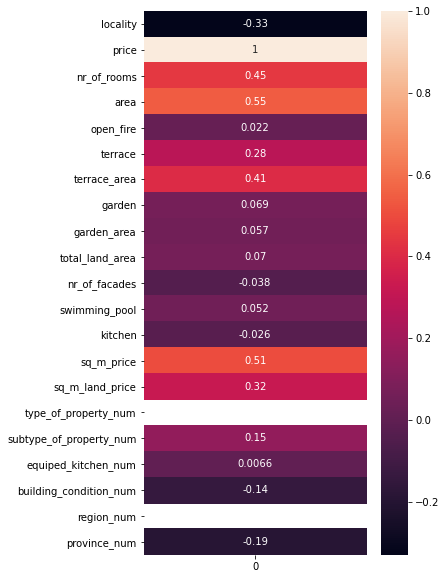 locality -0.33
price 1
nr_of_rooms 0.45
area 0.55
open_fire 0.022
terrace 0.28
terrace_area 0.41
garden 0.069
garden_area 0.057
total_land_area 0.07
nr_of_facades -0.038
swimming_pool 0.052
kitchen -0.026
sq_m_price 0.51
sq_m_land_price 0.32
type_of_property_num
subtype_of_property_num 0.15
equiped_kitchen_num 0.0066
building_condition_num -0.14
region_num
province_num -0.19
0
1.0
0.8
0.6
0.4
0.2
0.0
-0.2